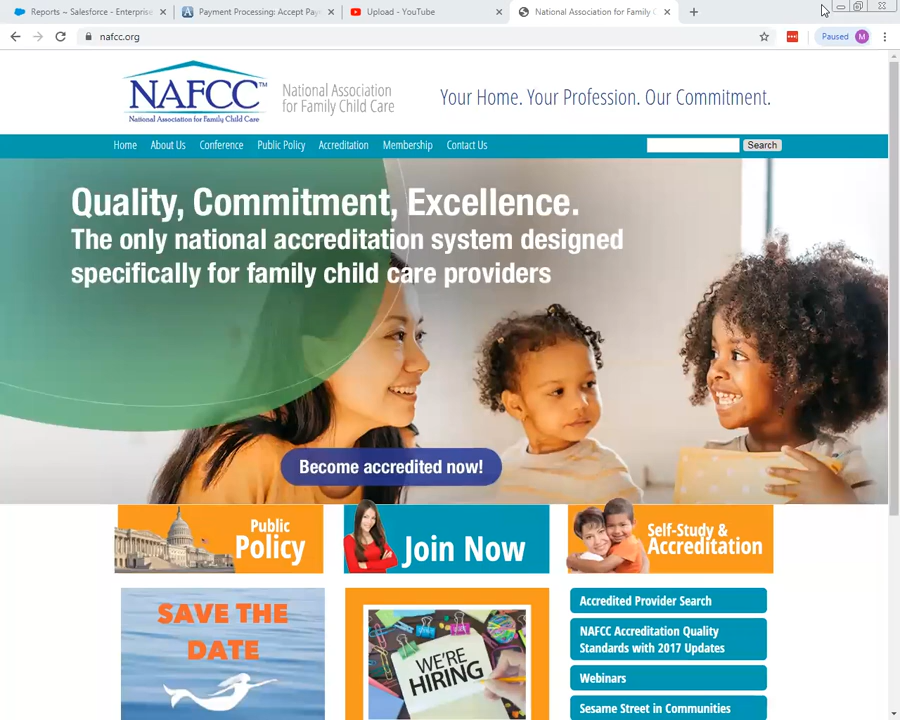 Reports ~ Salesforce - Enterprise
Payment Processing: Accept Pay
Upload - YouTube
National Association for Family C
nafcc.org
Paused
M
NAFCC™
National Association for Family Child Care
National Association
for Family Child Care
Your Home. Your Profession. Our Commitment.
Home About Us Conference Public Policy Accreditation Membership Contact Us Search
Quality, Commitment, Excellence.
The only national accreditation system designed
specifically for family child care providers
Become accredited now!
Public
Policy
Join Now
Self-Study &
Accreditation
SAVE THE
DATE
WE'RE
HIRING
Accredited Provider Search
NAFCC Accreditation Quality
Standards with 2017 Updates
Webinars
Sesame Street in Communities